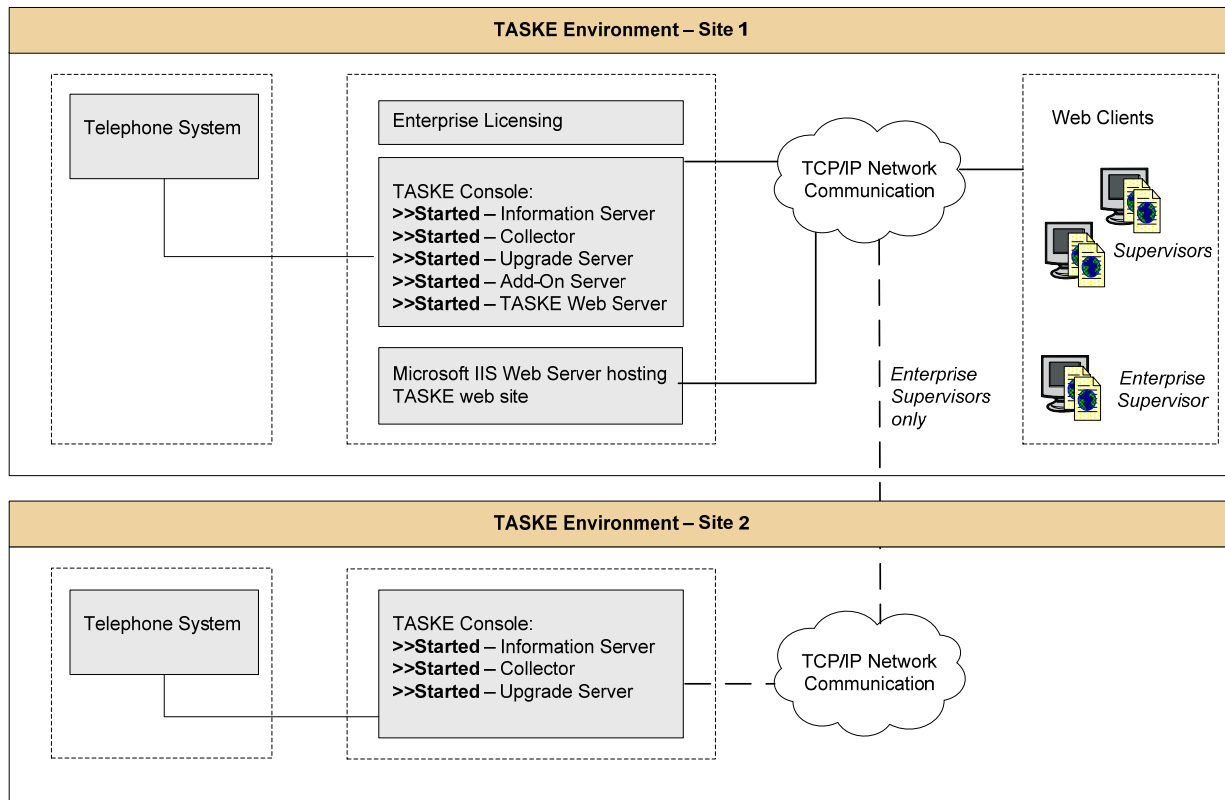 TASKE Environment – Site 1
Telephone System
Enterprise Licensing
TASKE Console:
>>Started – Information Server
>>Started – Collector
>>Started – Upgrade Server
>>Started – Add-On Server
>>Started – TASKE Web Server
Microsoft IIS Web Server hosting
TASKE web site
TCP/IP Network
Communication
Enterprise
Supervisors
only
Web Clients
Supervisors
Enterprise
Supervisor
TASKE Environment – Site 2
Telephone System
TASKE Console:
>>Started – Information Server
>>Started – Collector
>>Started – Upgrade Server
TCP/IP Network
Communication